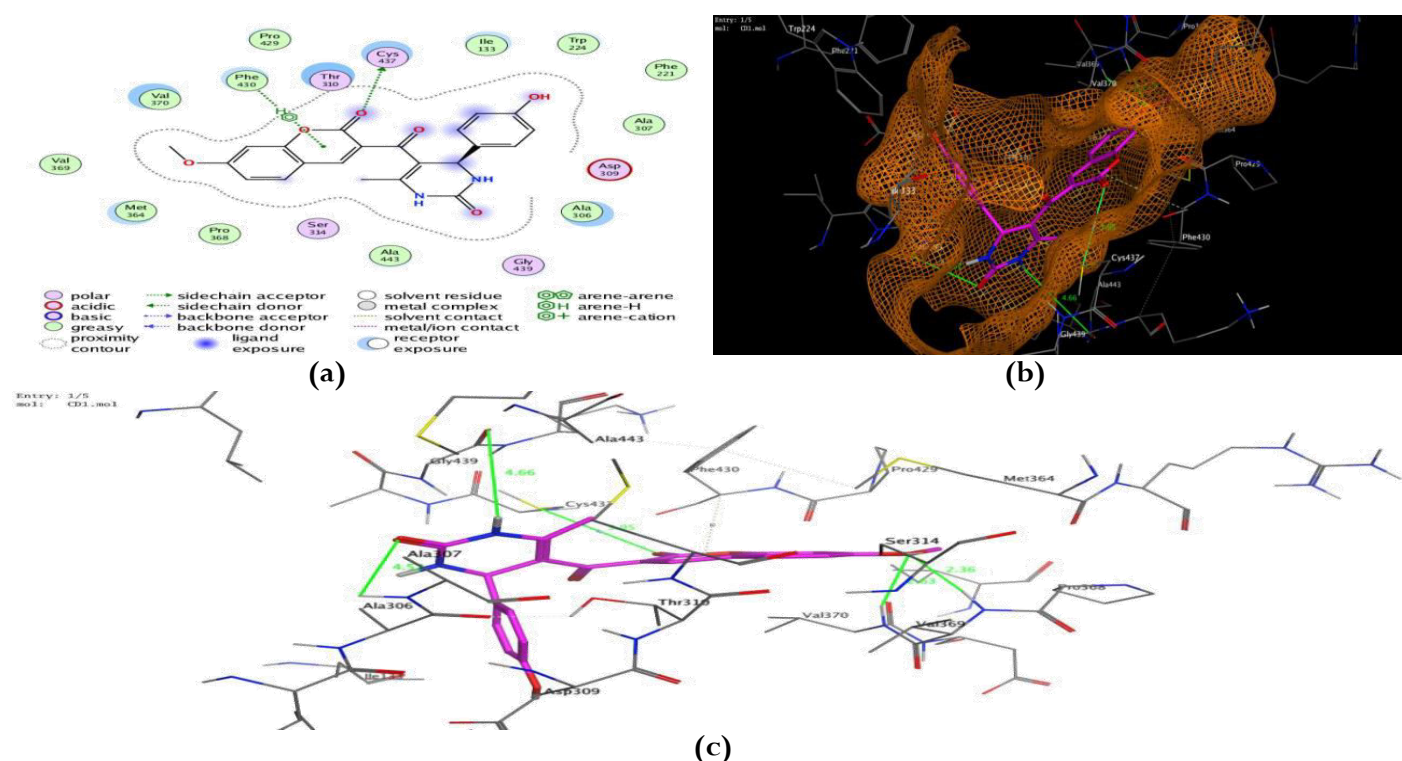 Pro
429
Cys
437
Ile
133
Trp
224
Phe
430
Thr
310
Phe
221
Val
370
H
O
O
O
OH
Ala
307
O
O
Val
369
Asp
309
NH
N
H
O
Met
364
Pro
368
Ser
314
Ala
443
Ala
306
Gly
439
polar
acidic
basic
greasy
proximity
contour
sidechain acceptor
sidechain donor
backbone acceptor
backbone donor
ligand
exposure
solvent residue
metal complex
solvent contact
metal/ion contact
receptor
exposure
arene-arene
H arene-H
+ arene-cation
(a)
Entry: 1/5
mol: CD1.mol
Trp224
Val370
Pro429
Phe430
Cys437
Ala443
4.66
Gly439
(b)
Entry: 1/5
mol: CD1.mol
Ala443
Gly439
4.66
Phe430
Pro429
Met364
Cys437
Ala307
Ser314
2.36
Ala306
Thr310
Val370
Val369
Pro368
Asp309
(c)